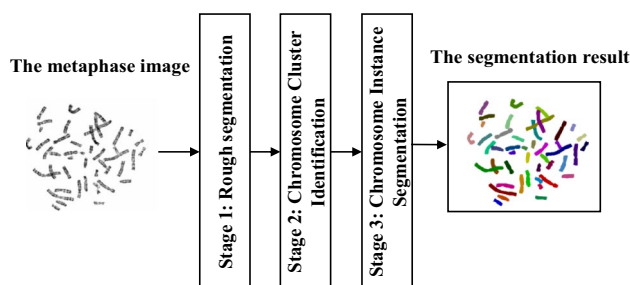 The metaphase image
Stage 1: Rough segmentation
Stage 2: Chromosome Cluster
Identification
Stage 3: Chromosome Instance
Segmentation
The segmentation result